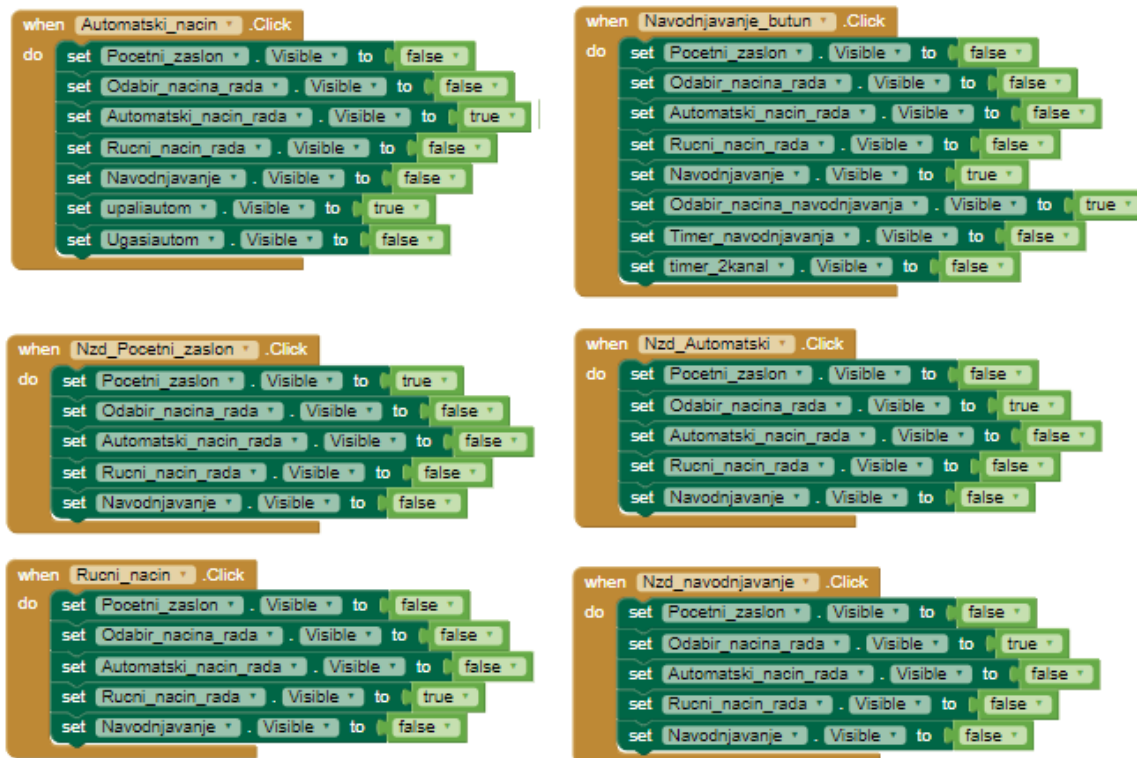 when Automatski_nacin .Click
do set Pocetni_zaslon . Visible to false
set Odabir_nacina_rada . Visible to false
set Automatski_nacin_rada . Visible to true
set Rucni_nacin_rada . Visible to false
set Navodnjavanje . Visible to false
set upaliautom . Visible to true
set Ugasiautom . Visible to false
when Navodnjavanje_butun .Click
do set Pocetni_zaslon . Visible to false
set Odabir_nacina_rada . Visible to false
set Automatski_nacin_rada . Visible to false
set Rucni_nacin_rada . Visible to false
set Navodnjavanje . Visible to true
set Odabir_nacina_navodnjavanja . Visible to true
set Timer_navodnjavanja . Visible to false
set timer_2kanal . Visible to false
when Nzd_Pocetni_zaslon .Click
do set Pocetni_zaslon . Visible to true
set Odabir_nacina_rada . Visible to false
set Automatski_nacin_rada . Visible to false
set Rucni_nacin_rada . Visible to false
set Navodnjavanje . Visible to false
when Nzd_Automatski .Click
do set Pocetni_zaslon . Visible to false
set Odabir_nacina_rada . Visible to true
set Automatski_nacin_rada . Visible to false
set Rucni_nacin_rada . Visible to false
set Navodnjavanje . Visible to false
when Rucni_nacin .Click
do set Pocetni_zaslon . Visible to false
set Odabir_nacina_rada . Visible to false
set Automatski_nacin_rada . Visible to false
set Rucni_nacin_rada . Visible to true
set Navodnjavanje . Visible to false
when Nzd_navodnjavanje .Click
do set Pocetni_zaslon . Visible to false
set Odabir_nacina_rada . Visible to true
set Automatski_nacin_rada . Visible to false
set Rucni_nacin_rada . Visible to false
set Navodnjavanje . Visible to false